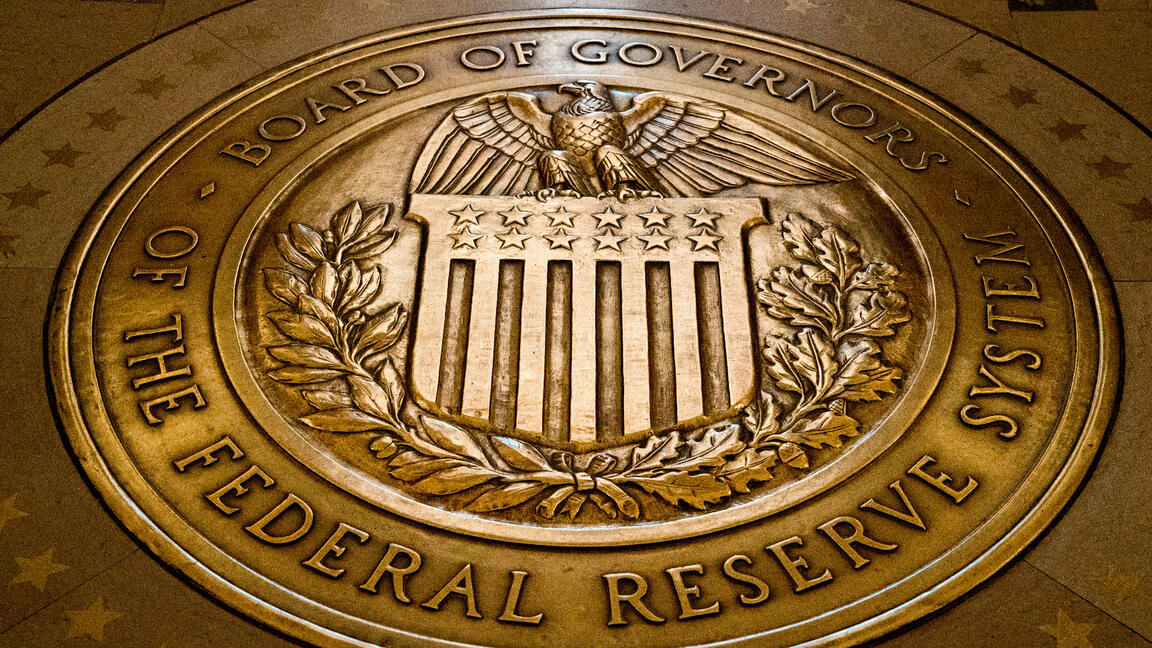 BOARD OF GOVERNORS
OF THE FEDERAL RESERVE SYSTEM